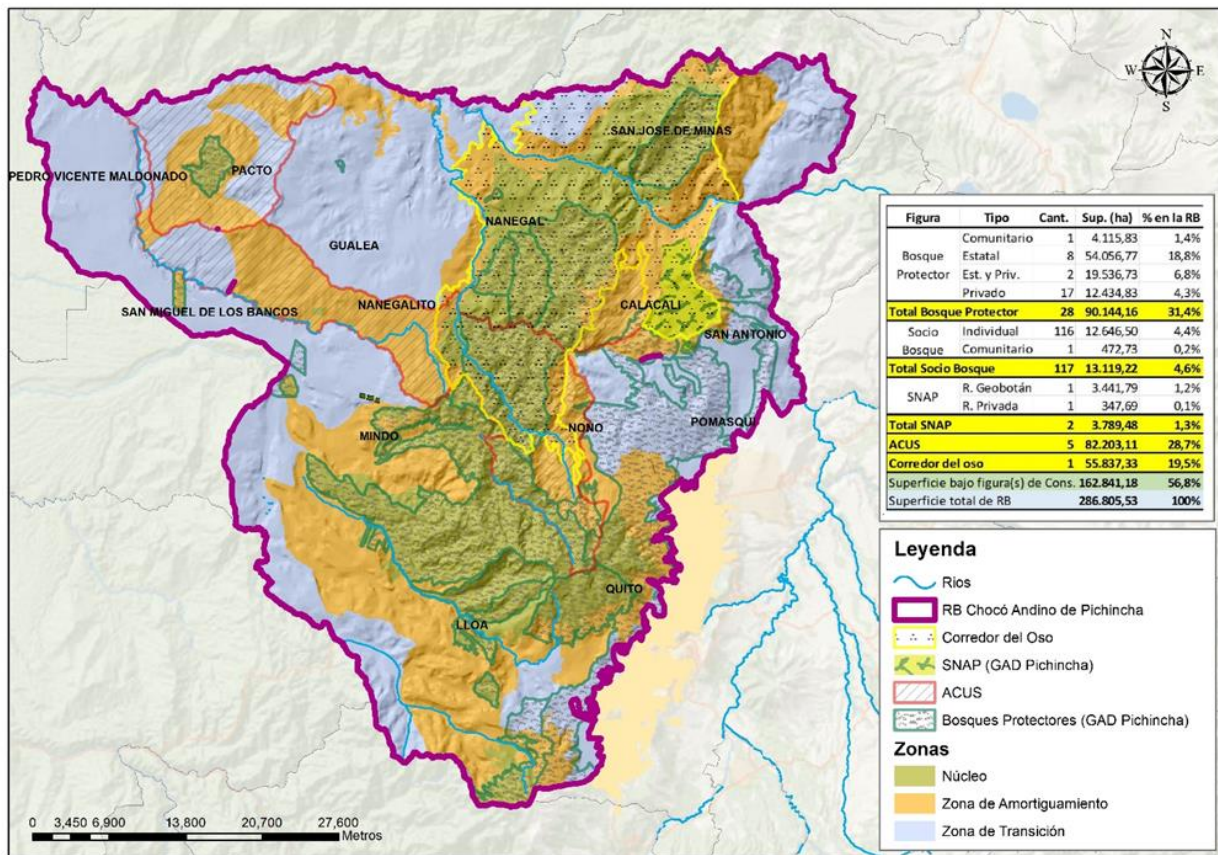 N
W E
S
SAN JOSE DE MINAS
PACTO
PEDRO VICENTE MALDONADO
NANEGAL
GUALEA
NANEGALITO
CALACALI
SAN MIGUEL DE LOS BANCOS
SAN ANTONIO
MINDO
NONO
POMASQUI
QUITO
LLOA
0 3,450 6,900 13,800 20,700 27,600
Metros
Figura Tipo Cant. Sup. (ha) % en la RB
Comunitario 1 4.115,83 1,4%
Bosque Estatal 8 54.056,77 18,8%
Protector Est. y Priv. 2 19.536,73 6,8%
Privado 17 12.434,83 4,3%
Total Bosque Protector 28 90.144,16 31,4%
Socio Individual 116 12.646,50 4,4%
Bosque Comunitario 1 472,73 0,2%
Total Socio Bosque 117 13.119,22 4,6%
SNAP R. Geobotán 1 3.441,79 1,2%
R. Privada 1 347,69 0,1%
Total SNAP 2 3.789,48 1,3%
ACUS 5 82.203,11 28,7%
Corredor del oso 1 55.837,33 19,5%
Superficie bajo figura(s) de Cons. 162.841,18 56,8%
Superficie total de RB 286.805,53 100%
Leyenda
Rios
RB Chocó Andino de Pichincha
Corredor del Oso
SNAP (GAD Pichincha)
ACUS
Bosques Protectores (GAD Pichincha)
Zonas
Núcleo
Zona de Amortiguamiento
Zona de Transición